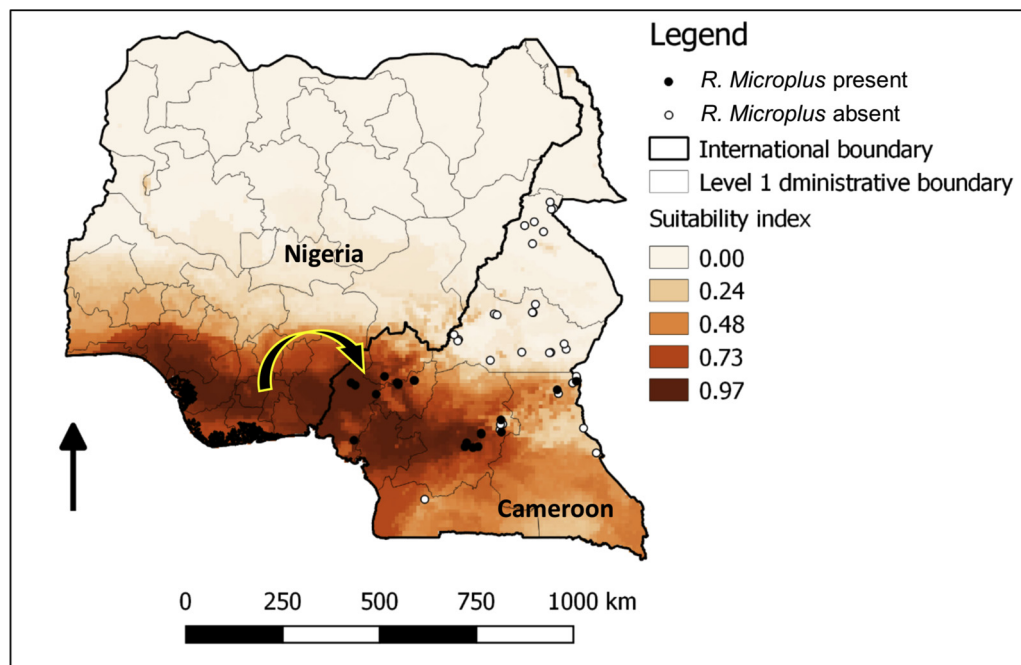 Legend
R. Microplus present
R. Microplus absent
International boundary
Level 1 dministrative boundary
Suitability index
0.00
0.24
0.48
0.73
0.97
Nigeria
Cameroon
0 250 500 750 1000 km